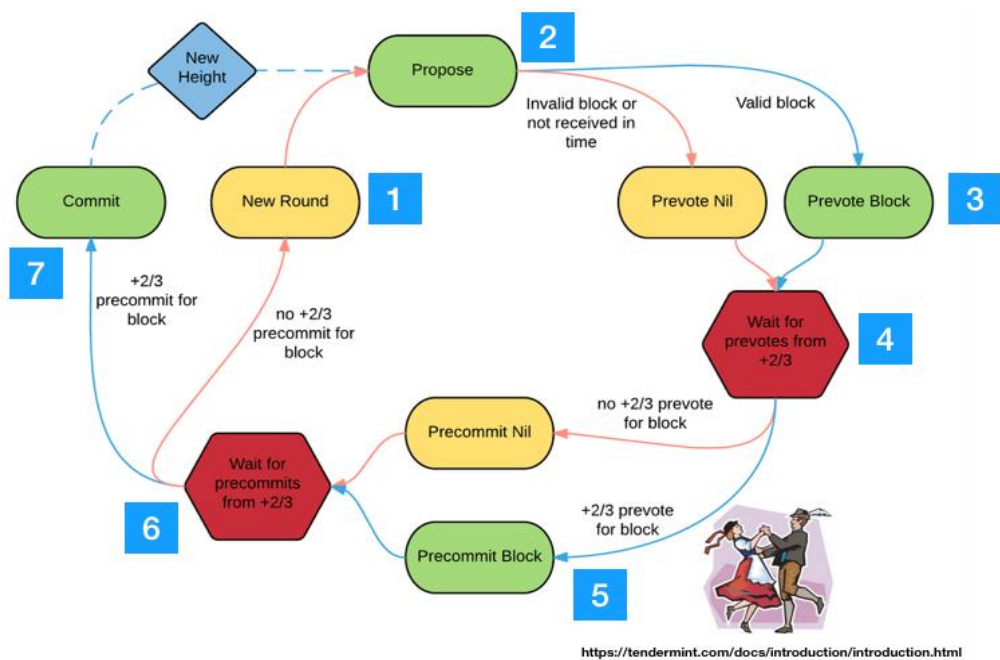 New
Height
Propose
2
Invalid block or
not received in
time
Valid block
Commit
7
New Round
1
Prevote Nil
Prevote Block
3
+2/3
precommit for
block
no +2/3
precommit for
block
Wait for
prevotes from
+2/3
4
no +2/3 prevote
for block
Precommit Nil
Wait for
precommits
from +2/3
6
+2/3 prevote
for block
Precommit Block
5
https://tendermint.com/docs/introduction/introduction.html